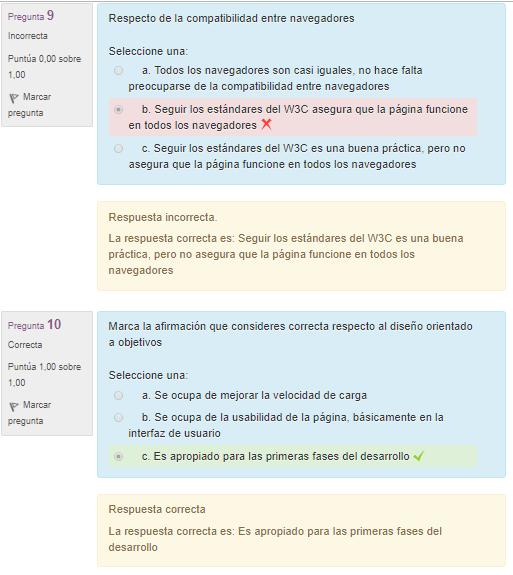 Pregunta 9
Incorrecta
Puntúa 0,00 sobre
1,00
Marcar
pregunta
Respecto de la compatibilidad entre navegadores
Seleccione una:
a. Todos los navegadores son casi iguales, no hace falta
preocuparse de la compatibilidad entre navegadores
b. Seguir los estándares del W3C asegura que la página funcione
en todos los navegadores
c. Seguir los estándares del W3C es una buena práctica, pero no
asegura que la página funcione en todos los navegadores
Respuesta incorrecta.
La respuesta correcta es: Seguir los estándares del W3C es una buena
práctica, pero no asegura que la página funcione en todos los
navegadores
Pregunta 10
Correcta
Puntúa 1,00 sobre
1,00
Marcar
pregunta
Marca la afirmación que consideres correcta respecto al diseño orientado
a objetivos
Seleccione una:
a. Se ocupa de mejorar la velocidad de carga
b. Se ocupa de la usabilidad de la página, básicamente en la
interfaz de usuario
c. Es apropiado para las primeras fases del desarrollo
Respuesta correcta
La respuesta correcta es: Es apropiado para las primeras fases del
desarrollo